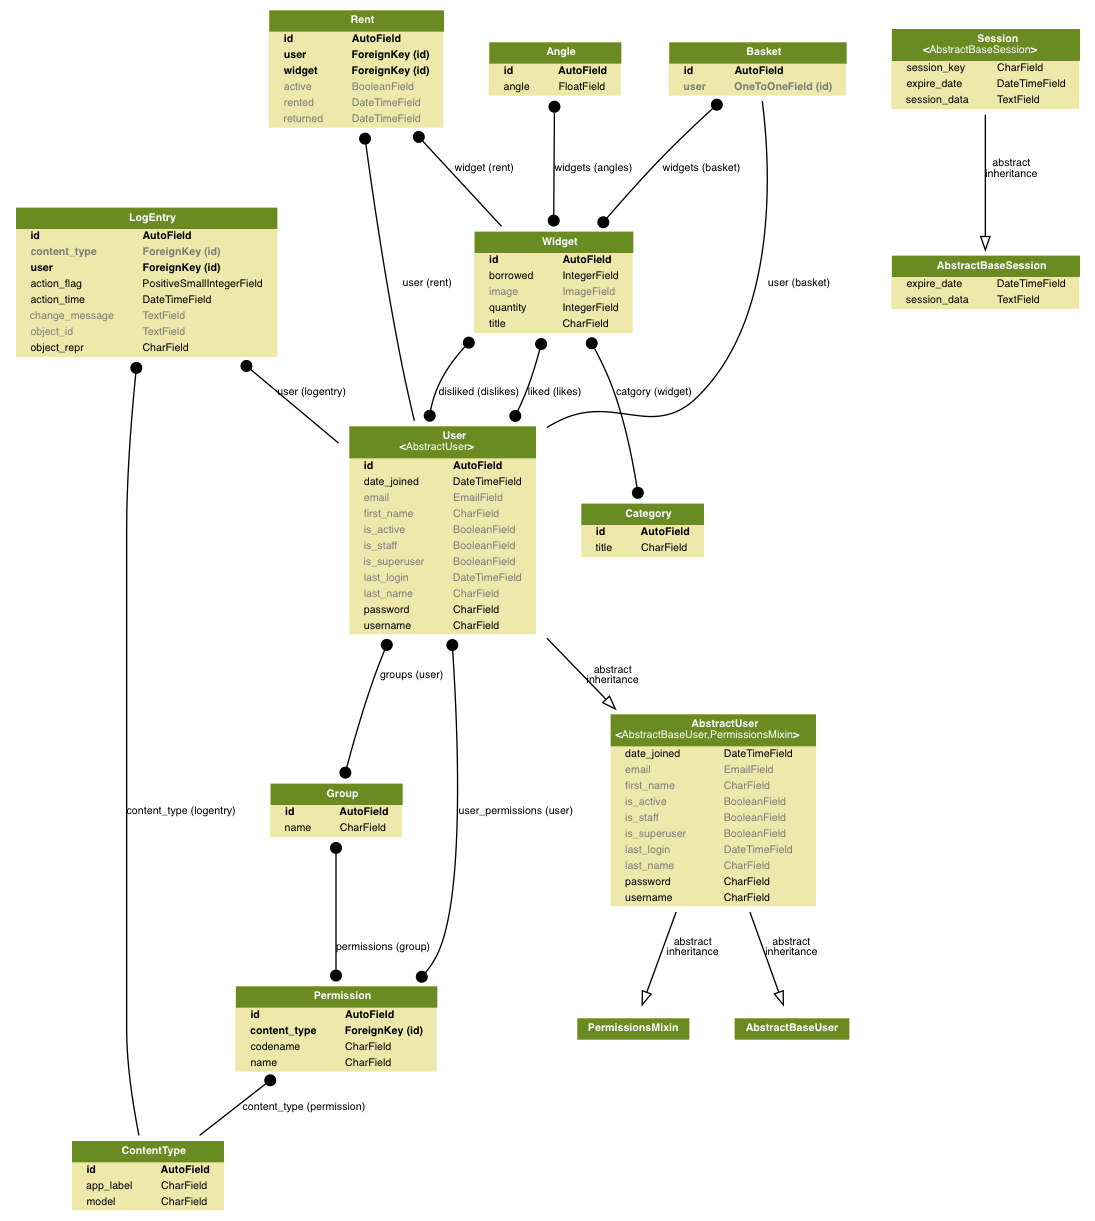 Rent
id AutoField
user ForeignKey (id)
widget ForeignKey (id)
active BooleanField
rented DateTimeField
returned DateTimeField
Angle
id AutoField
angle FloatField
Basket
id AutoField
user OneToOneField (id)
Session
<AbstractBaseSession>
session_key CharField
expire_date DateTimeField
session_data TextField
widget (rent)
widgets (angles)
widgets (basket)
abstract
inheritance
LogEntry
id AutoField
content_type ForeignKey (id)
user ForeignKey (id)
action_flag PositiveSmallIntegerField
action_time DateTimeField
change_message TextField
object_id TextField
object_repr CharField
user (rent)
Widget
id AutoField
borrowed IntegerField
image ImageField
quantity IntegerField
title CharField
user (basket)
AbstractBaseSession
expire_date DateTimeField
session_data TextField
user (logentry)
disliked (dislikes)
liked (likes)
catgory (widget)
User
<AbstractUser>
id AutoField
date_joined DateTimeField
email EmailField
first_name CharField
is_active BooleanField
is_staff BooleanField
is_superuser BooleanField
last_login DateTimeField
last_name CharField
password CharField
username CharField
Category
id AutoField
title CharField
groups (user)
abstract
inheritance
AbstractUser
<AbstractBaseUser,PermissionsMixin>
date_joined DateTimeField
email EmailField
first_name CharField
is_active BooleanField
is_staff BooleanField
is_superuser BooleanField
last_login DateTimeField
last_name CharField
password CharField
username CharField
Group
id AutoField
name CharField
content_type (logentry)
user_permissions (user)
permissions (group)
abstract
inheritance
abstract
inheritance
Permission
id AutoField
content_type ForeignKey (id)
codename CharField
name CharField
PermissionsMixin
AbstractBaseUser
content_type (permission)
ContentType
id AutoField
app_label CharField
model CharField